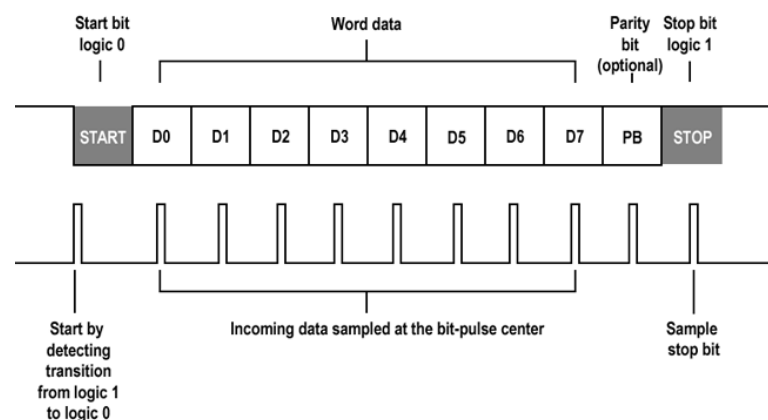 Start bit
logic 0
Word data
Parity
bit
(optional)
Stop bit
logic 1
START
D0
D1
D2
D3
D4
D5
D6
D7
PB
STOP
Start by
detecting
transition
from logic 1
to logic 0
Incoming data sampled at the bit-pulse center
Sample
stop bit